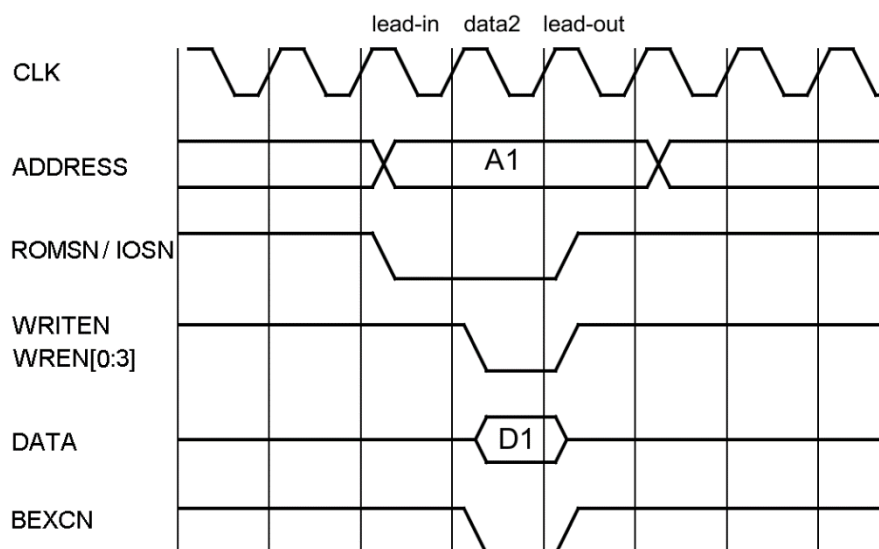 lead-in data2 lead-out
CLK
ADDRESS A1
ROMSN / IOSN
WRITEN
WREN[0:3]
DATA D1
BEXCN